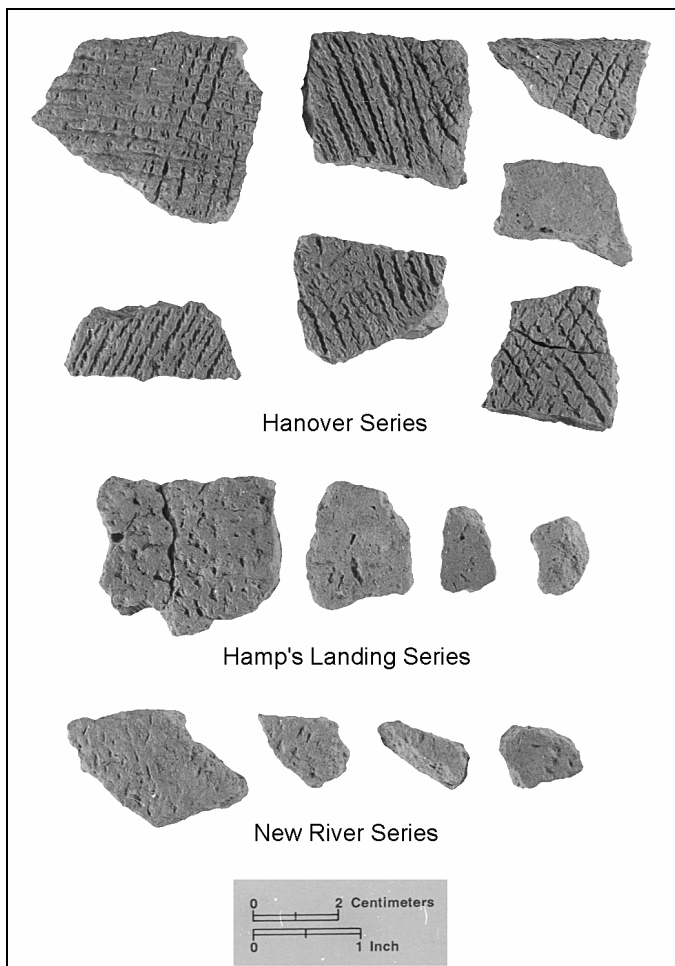 Hanover Series
Hamp's Landing Series
New River Series
0 2 Centimeters
0 1 Inch